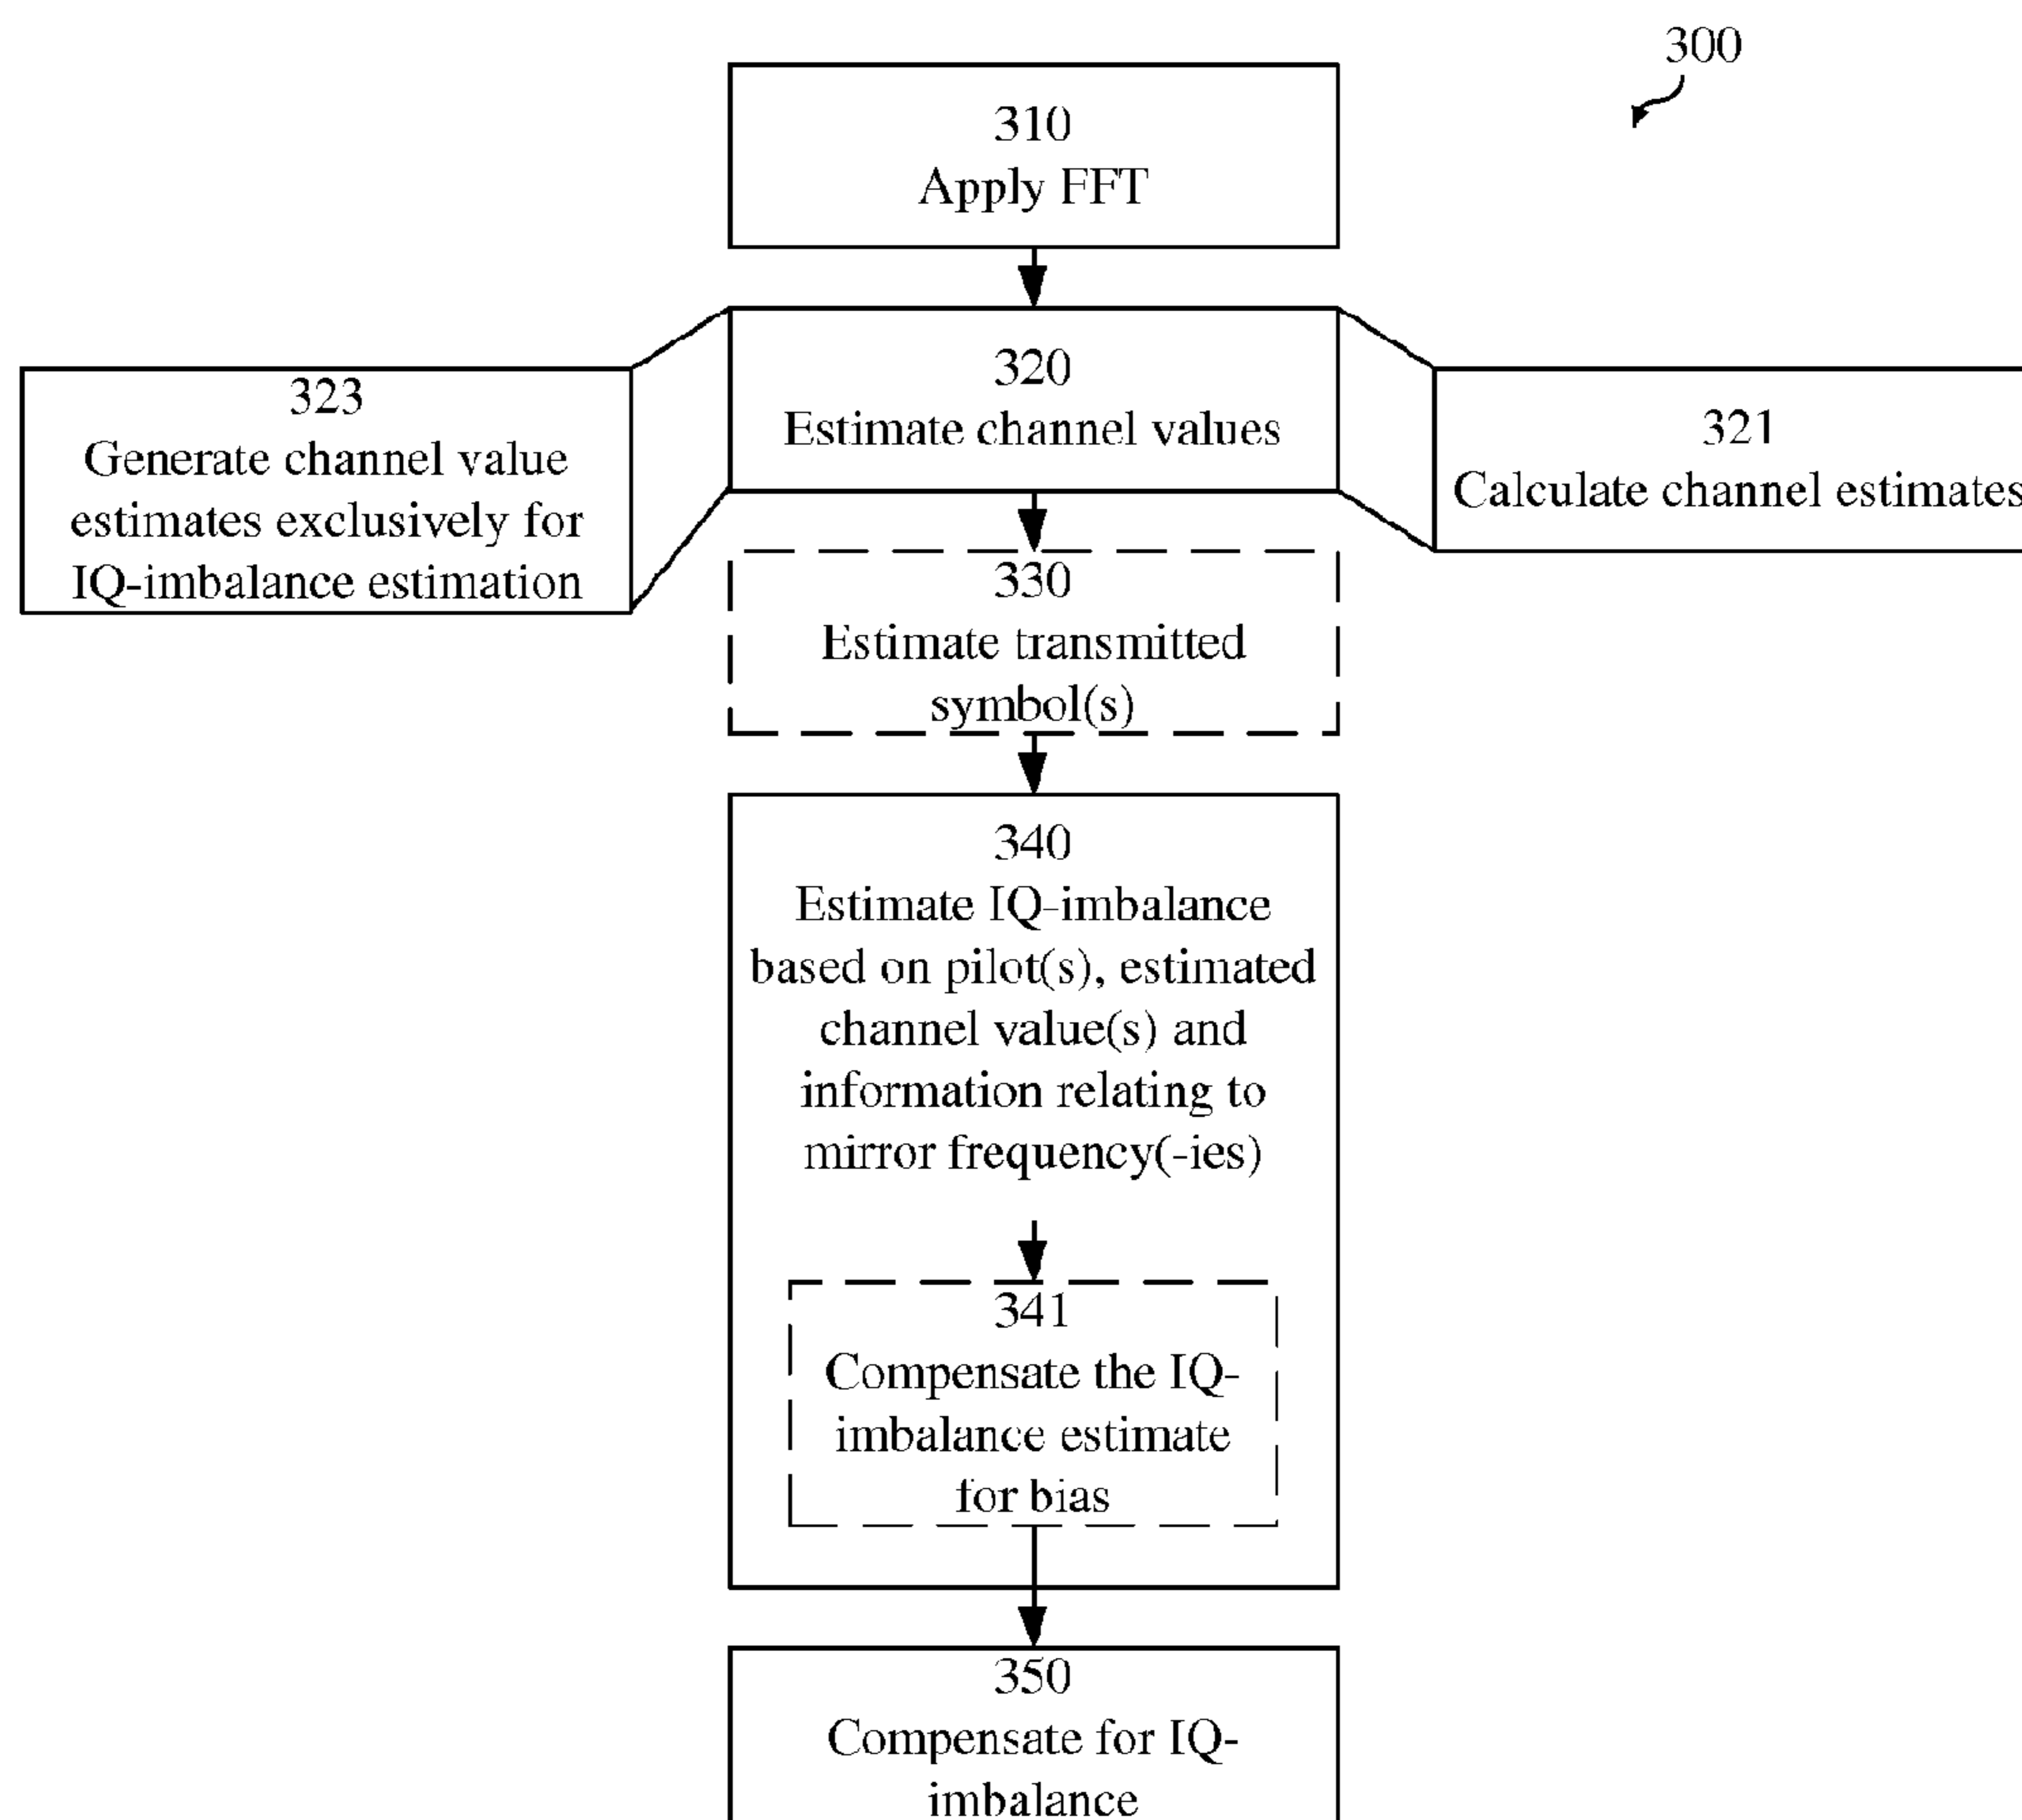 300
310
Apply FFT
320
Estimate channel values
323
Generate channel value
estimates exclusively for
IQ-imbalance estimation
321
Calculate channel estimates
330
Estimate transmitted
symbol(s)
340
Estimate IQ-imbalance
based on pilot(s), estimated
channel value(s) and
information relating to
mirror frequency(-ies)
341
Compensate the IQ-
imbalance estimate
for bias
350
Compensate for IQ-
imbalance